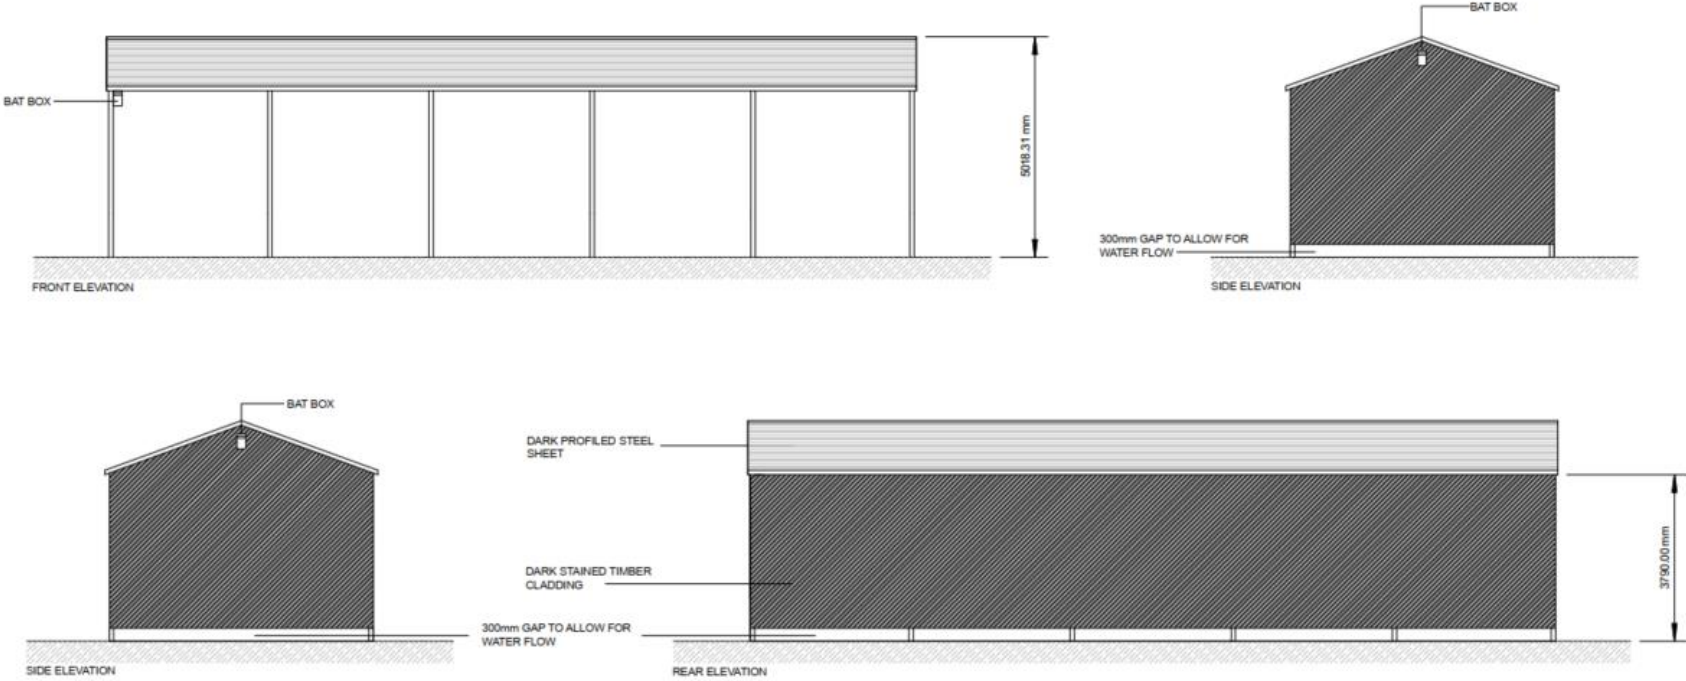 BAT BOX
BAT BOX
5018.31 mm
300mm GAP TO ALLOW FOR
WATER FLOW
FRONT ELEVATION
SIDE ELEVATION
BAT BOX
DARK PROFILED STEEL
SHEET
DARK STAINED TIMBER
CLADDING
3790.00mm
300mm GAP TO ALLOW FOR
WATER FLOW
SIDE ELEVATION
REAR ELEVATION